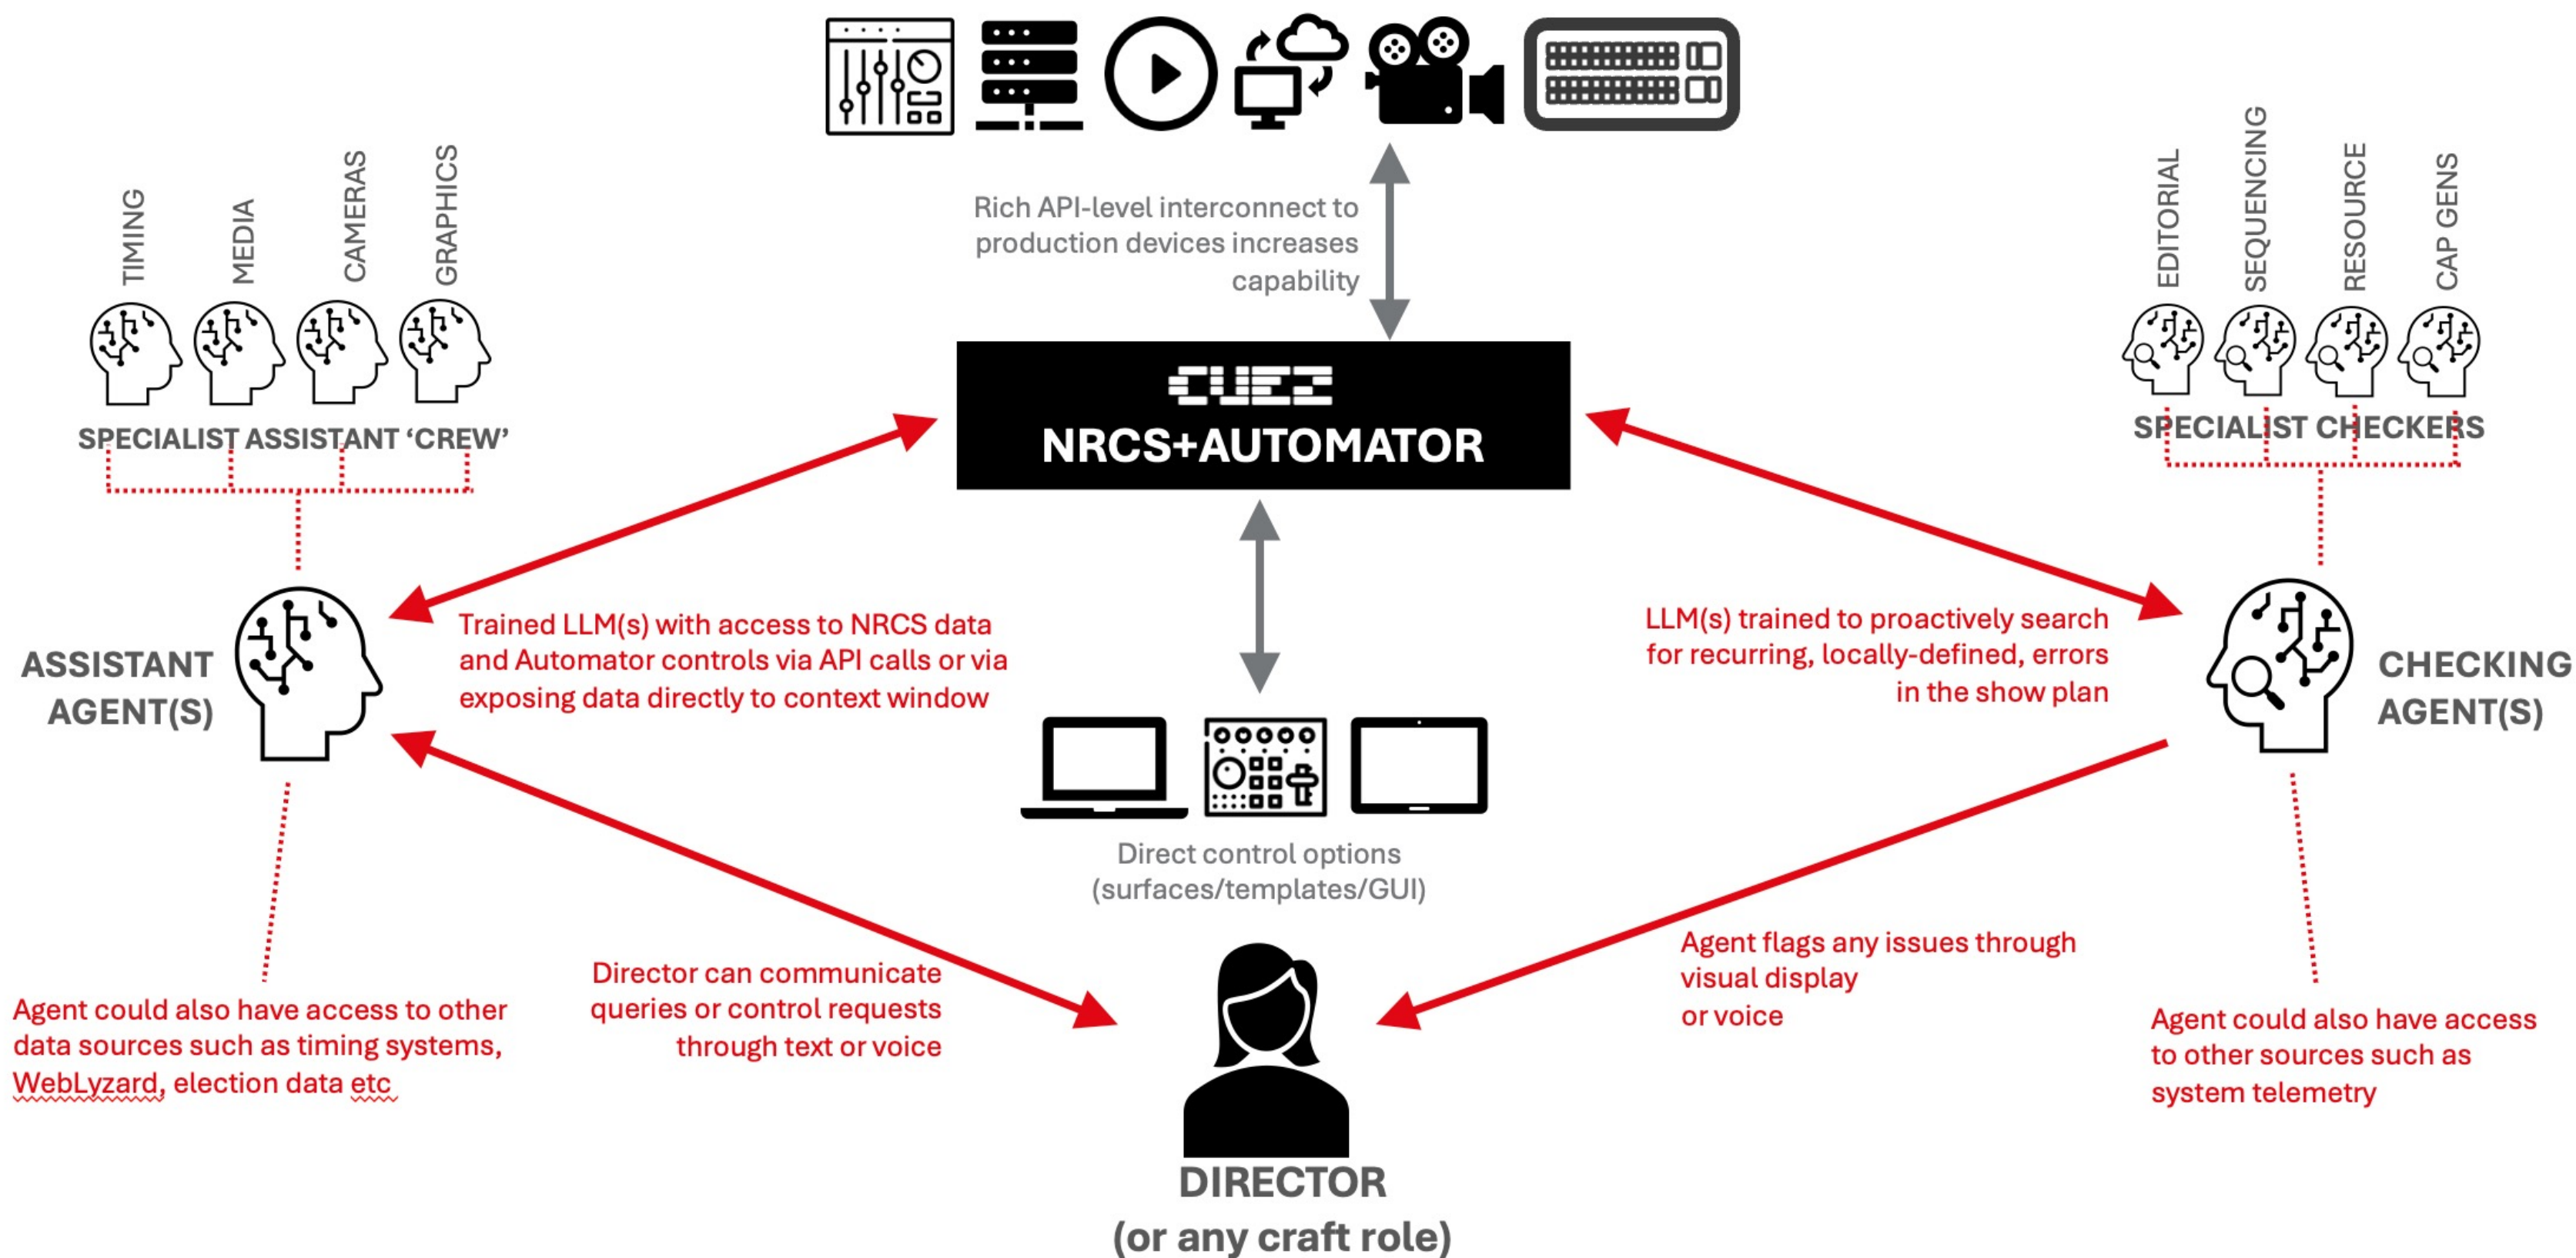 TIMING
MEDIA
CAMERAS
GRAPHICS
SPECIALIST ASSISTANT ‘CREW’
Rich API-level interconnect to
production devices increases
capability
EDITORIAL
SEQUENCING
RESOURCE
CAP GENS
SPECIALIST CHECKERS
CUEZ
NRCS+AUTOMATOR
ASSISTANT
AGENT(S)
Trained LLM(s) with access to NRCS data
and Automator controls via API calls or via
exposing data directly to context window
LLM(s) trained to proactively search
for recurring, locally-defined, errors
in the show plan
CHECKING
AGENT(S)
Direct control options
(surfaces/templates/GUI)
Agent could also have access to other
data sources such as timing systems,
WebLyzard, election data etc
Director can communicate
queries or control requests
through text or voice
Agent flags any issues through
visual display
or voice
Agent could also have access
to other sources such as
system telemetry
DIRECTOR
(or any craft role)